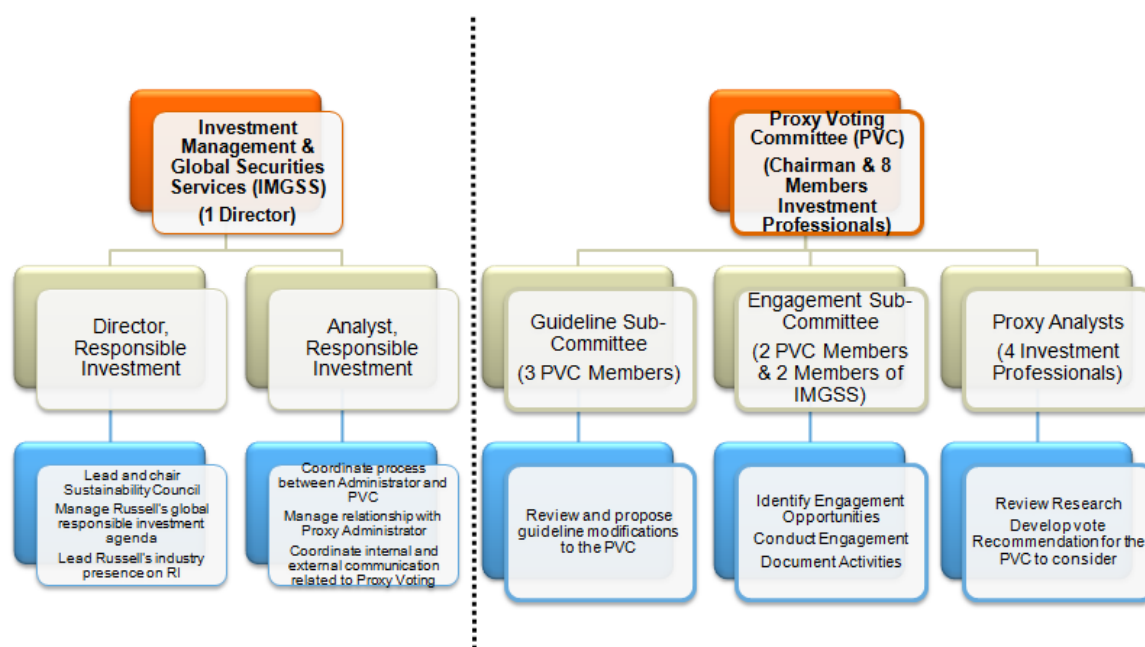 Investment
Management &
Global Securities
Services (IMGSS)
(1 Director)
Proxy Voting
Committee (PVC)
(Chairman & 8
Members
Investment
Professionals)
Director,
Responsible
Investment
Analyst,
Responsible
Investment
Guideline Sub-
Committee
(3 PVC Members)
Engagement Sub-
Committee
(2 PVC Members
& 2 Members of
IMGSS)
Proxy Analysts
(4 Investment
Professionals)
Lead and chair
Sustainability Council
Manage Russell's global
responsible investment
agenda
Lead Russell's industry
presence on RI
Coordinate process
between Administrator and
PVC
Manage relationship with
Proxy Administrator
Coordinate internal and
external communication
related to Proxy Voting
Review and propose
guideline modifications
to the PVC
Identify Engagement
Opportunities
Conduct Engagement
Document Activities
Review Research
Develop vote
Recommendation for the
PVC to consider